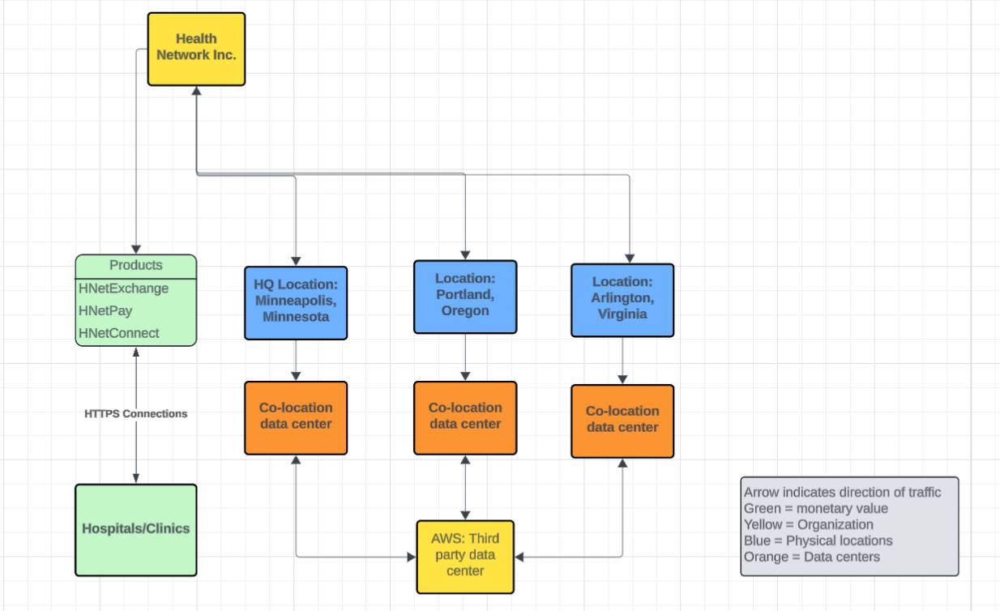 Health
Network Inc.
Products
HNetExchange
HNetPay
HNetConnect
HQ Location:
Minneapolis,
Minnesota
Location:
Portland,
Oregon
Location:
Arlington,
Virginia
HTTPS Connections
Co-location
data center
Co-location
data center
Co-location
data center
Hospitals/Clinics
AWS: Third
party data
center
Arrow indicates direction of traffic
Green = monetary value
Yellow = Organization
Blue = Physical locations
Orange = Data centers